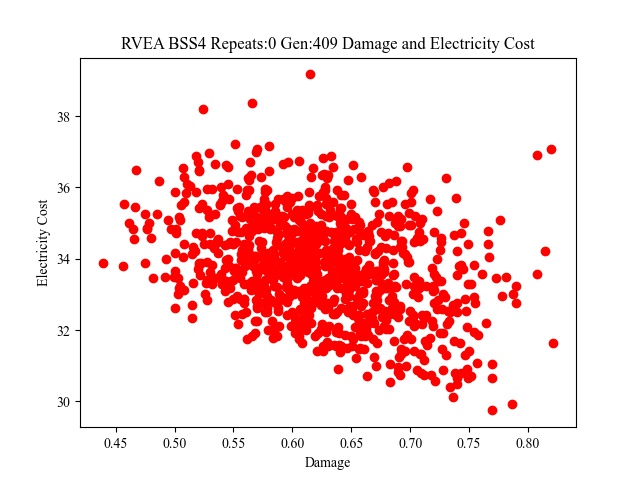 RVEA BSS4 Repeats:0 Gen:409 Damage and Electricity Cost
38
36
34
32
30
Electricity Cost
0.45 0.50 0.55 0.60 0.65 0.70 0.75 0.80
Damage